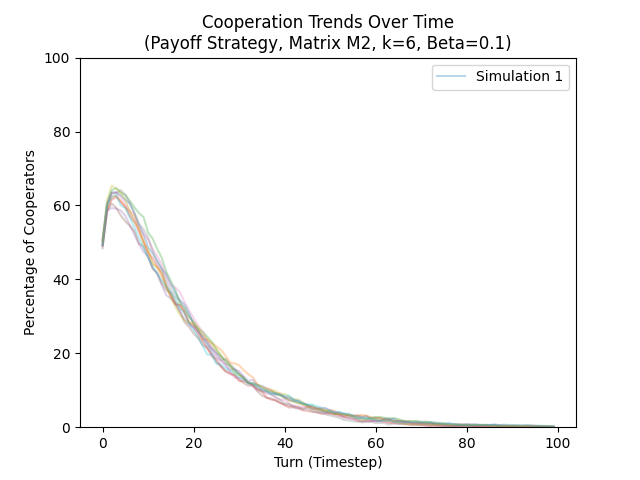 Cooperation Trends Over Time
(Payoff Strategy, Matrix M2, k=6, Beta=0.1)
Simulation 1
Percentage of Cooperators
100
80
60
40
20
0
0 20 40 60 80 100
Turn (Timestep)